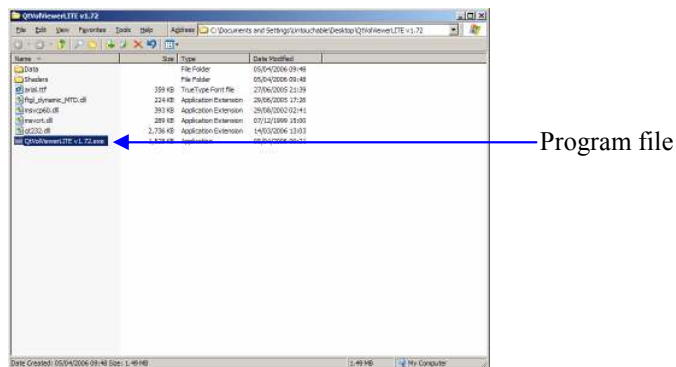 QtVolViewerLITE v1.72
File Edit View Favorites Tools Help Address C:\Documents and Settings\Untouchable\Desktop\QtVolViewerLITE v1.72
Name Size Type Date Modified
Data File Folder 05/04/2006 09:48
Shaders File Folder 05/04/2006 09:48
arial.ttf 359 KB TrueType Font file 27/06/2005 21:39
ftgl_dynamic_MTD.dll 224 KB Application Extension 29/06/2005 17:28
msvcp60.dll 393 KB Application Extension 29/08/2002 02:41
msvcrt.dll 289 KB Application Extension 07/12/1999 15:00
qt232.dll 2,736 KB Application Extension 14/03/2006 13:03
QtVolViewerLITE v1.72.exe Application
Program file
Date Created: 05/04/2006 09:48 Size: 1.49 MB 1.49 MB My Computer